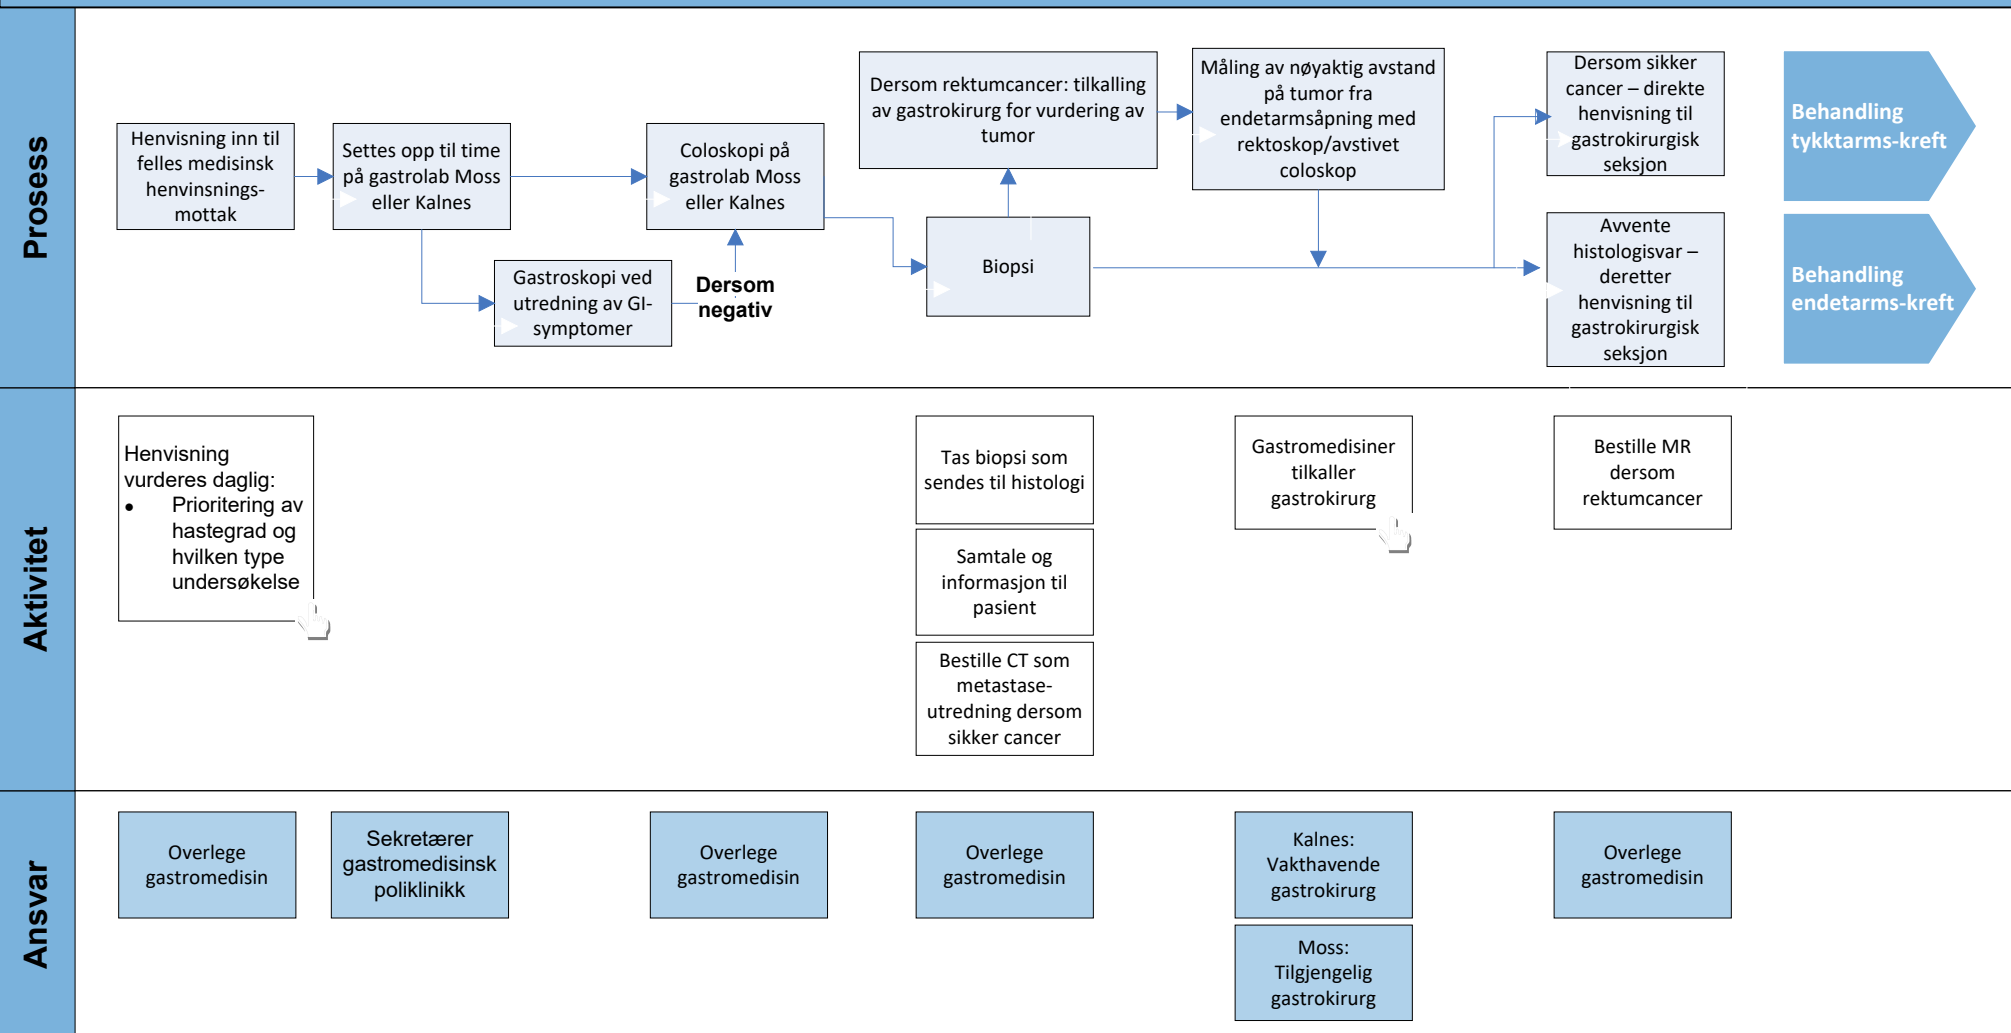 Prosess
Henvisning inn til
felles medisinsk
henvinsnings-
mottak
Settes opp til time
på gastrolab Moss
eller Kalnes
Gastroskopi ved
utredning av GI-
symptomer
Dersom
negativ
Coloskopi på
gastrolab Moss
eller Kalnes
Biopsi
Dersom rektumcancer: tilkalling
av gastrokirurg for vurdering av
tumor
Måling av nøyaktig avstand
på tumor fra
endetarmsåpning med
rektoskop/avstivet
coloskop
Dersom sikker
cancer – direkte
henvisning til
gastrokirurgisk
seksjon
Avvente
histologisvar –
deretter
henvisning til
gastrokirurgisk
seksjon
Behandling
tykktarms-kreft
Behandling
endetarms-kreft
Aktivitet
Henvisning
vurderes daglig:
• Prioritering av
hastegrad og
hvilken type
undersøkelse
Tas biopsi som
sendes til histologi
Samtale og
informasjon til
pasient
Bestille CT som
metastase-
utredning dersom
sikker cancer
Gastromedisiner
tilkaller
gastrokirurg
Bestille MR
dersom
rektumcancer
Ansvar
Overlege
gastromedisin
Sekretærer
gastromedisinsk
poliklinikk
Overlege
gastromedisin
Overlege
gastromedisin
Kalnes:
Vakthavende
gastrokirurg
Moss:
Tilgjengelig
gastrokirurg
Overlege
gastromedisin